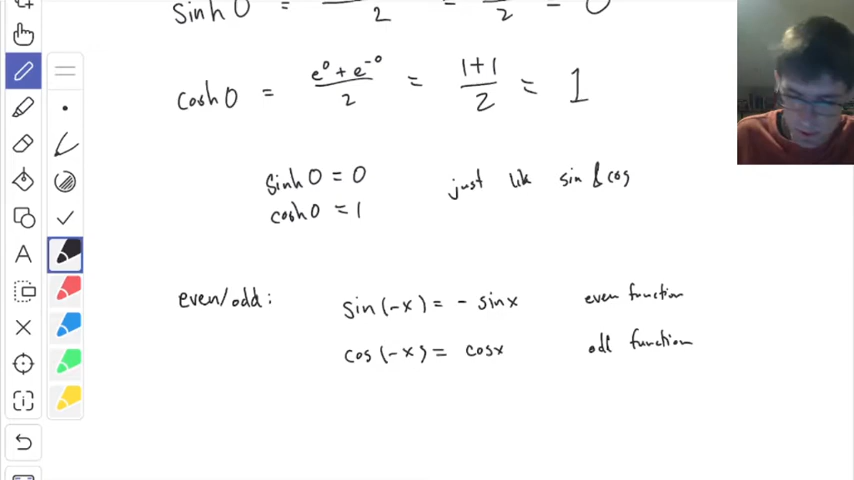 sinh 0 = — 2 = — 2 = 0
cosh 0 = e⁰ + e⁻⁰ / 2 = 1+1 / 2 = 1
sinh 0 = 0 just like sin & cos
cosh 0 = 1
even/odd: sin(-x) = - sinx even function
cos(-x) = cosx odd function
A